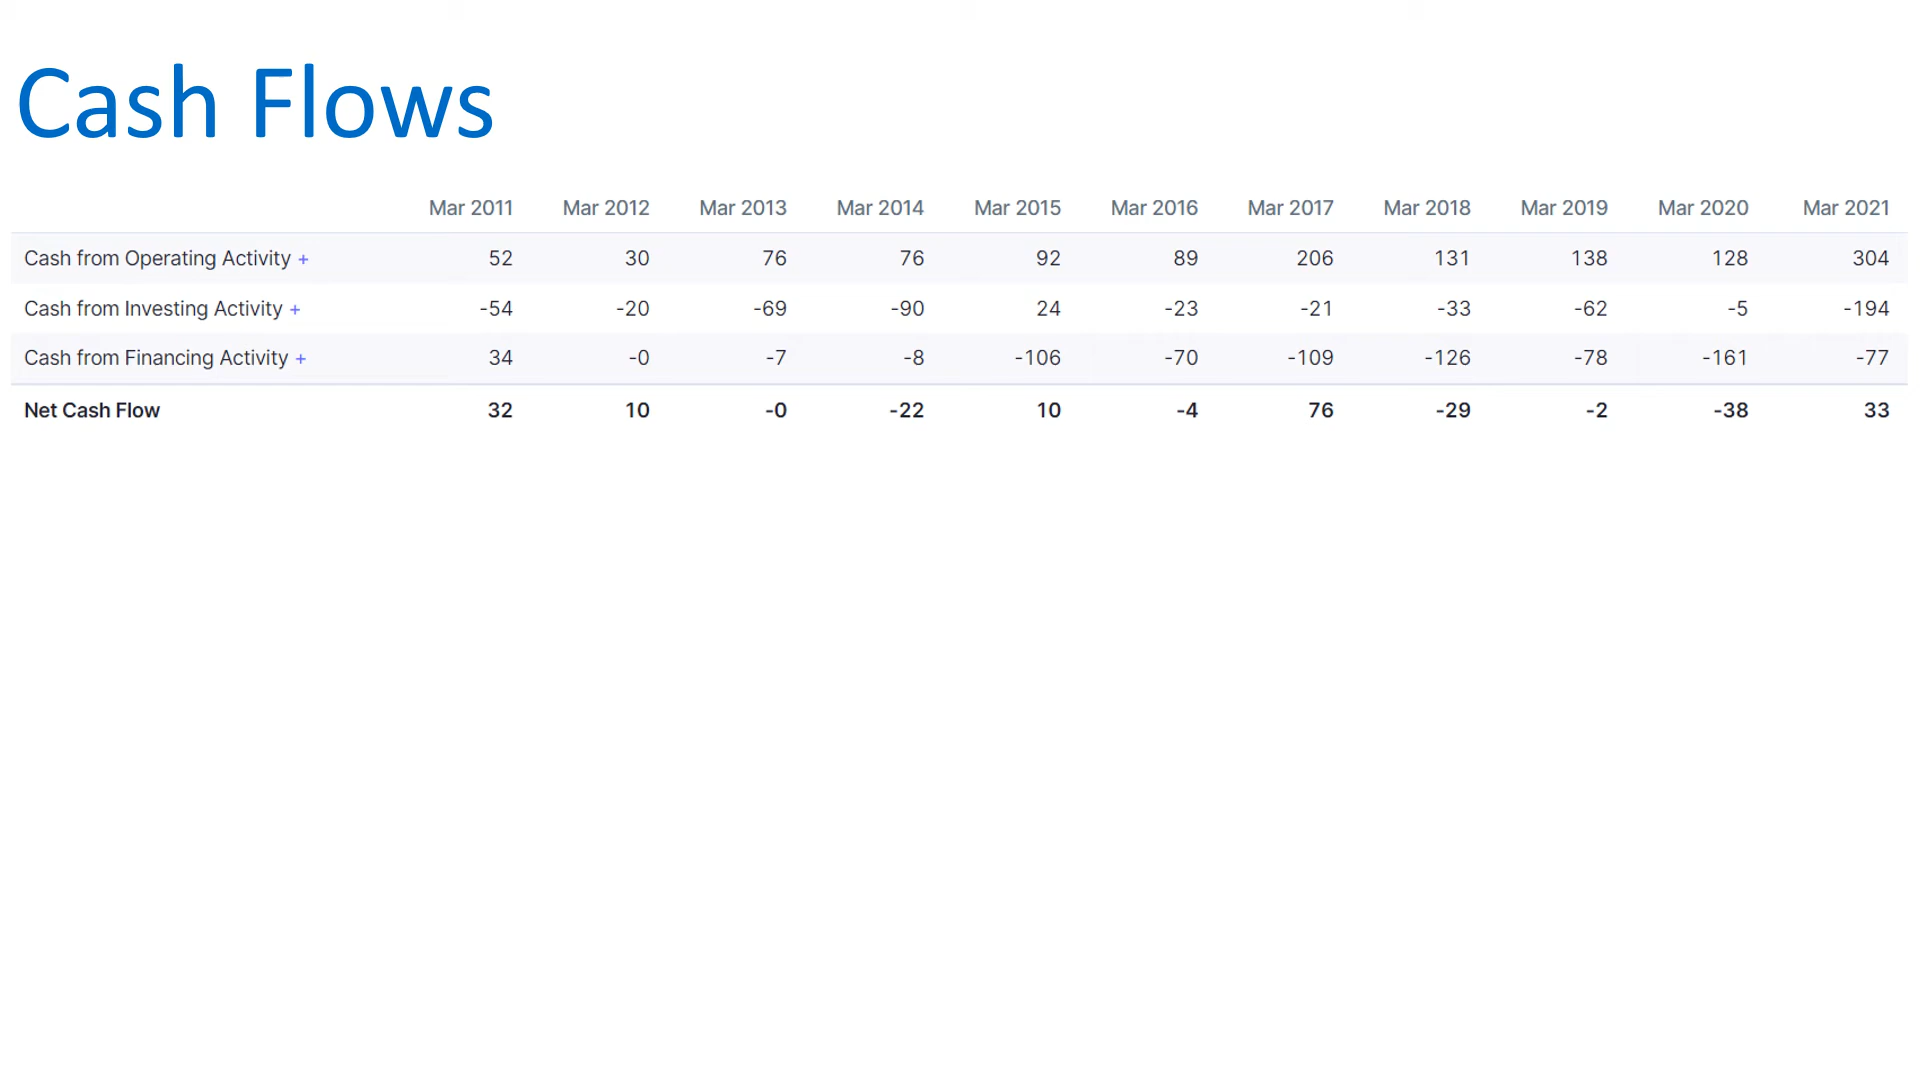 Cash Flows
Mar 2011 Mar 2012 Mar 2013 Mar 2014 Mar 2015 Mar 2016 Mar 2017 Mar 2018 Mar 2019 Mar 2020 Mar 2021
Cash from Operating Activity + 52 30 76 76 92 89 206 131 138 128 304
Cash from Investing Activity + -54 -20 -69 -90 24 -23 -21 -33 -62 -5 -194
Cash from Financing Activity + 34 -0 -7 -8 -106 -70 -109 -126 -78 -161 -77
Net Cash Flow 32 10 -0 -22 10 -4 76 -29 -2 -38 33